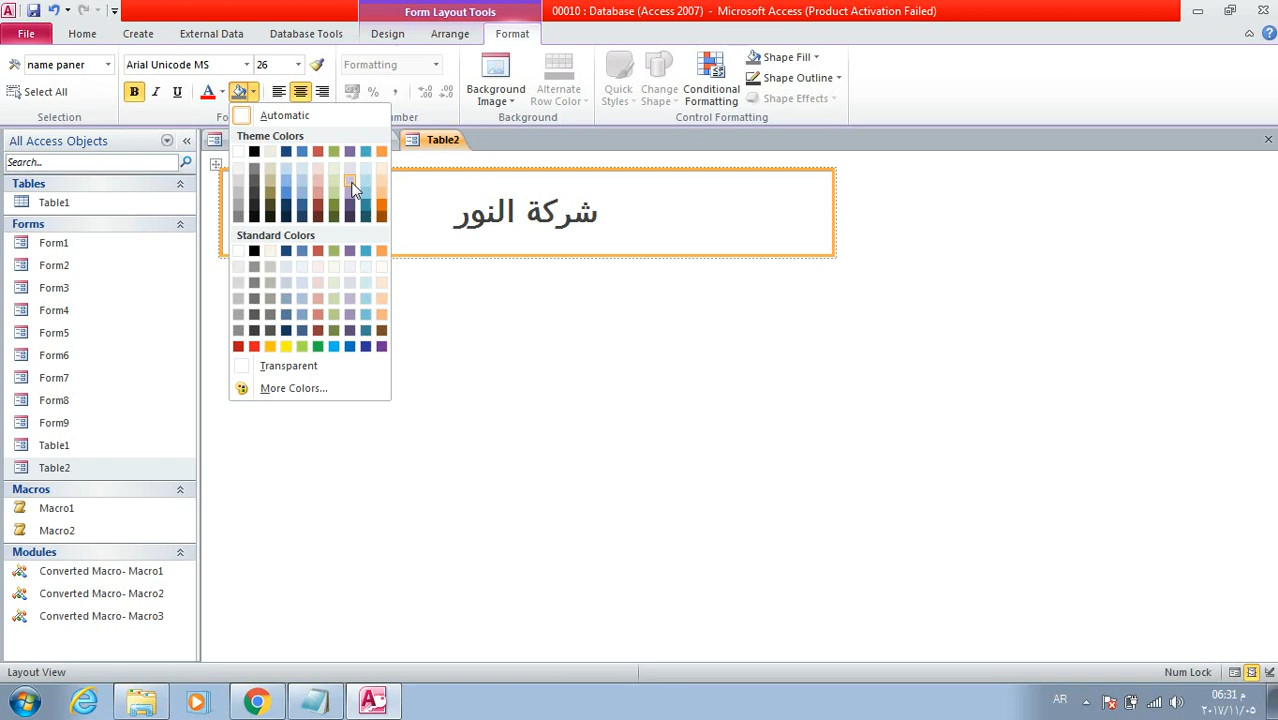 Form Layout Tools
00010 : Database (Access 2007) - Microsoft Access (Product Activation Failed)
File
Home
Create
External Data
Database Tools
Design
Arrange
Format
name paner
Arial Unicode MS
26
Formatting
Select All
B
I
U
A
%
,
Background
Image
Alternate
Row Color
Quick
Styles
Change
Shape
Conditional
Formatting
Shape Fill
Shape Outline
Shape Effects
Selection
Background
Control Formatting
All Access Objects
Search...
Tables
Table1
Forms
Form1
Form2
Form3
Form4
Form5
Form6
Form7
Form8
Form9
Table1
Table2
Macros
Macro1
Macro2
Modules
Converted Macro- Macro1
Converted Macro- Macro2
Converted Macro- Macro3
Automatic
Theme Colors
Standard Colors
Transparent
More Colors...
Table2
شركة النور
Layout View
Num Lock
AR
06:31 م
٢٠١٧/١١/٠٥